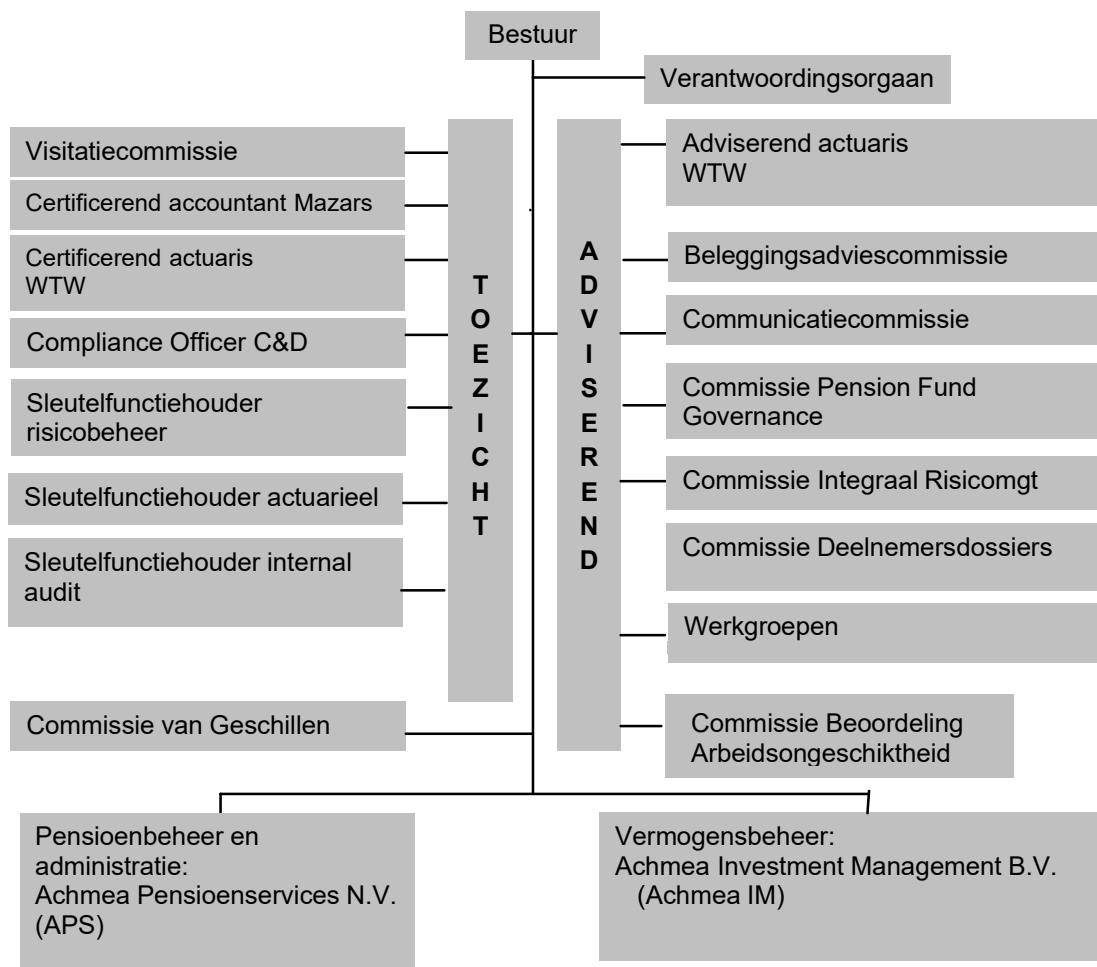 Bestuur
Verantwoordingsorgaan
Visitatiecommissie
Certificerend accountant Mazars
Certificerend actuaris
WTW
Compliance Officer C&D
Sleutelfunctiehouder
risicobeheer
Sleutelfunctiehouder actuarieel
Sleutelfunctiehouder internal
audit
Commissie van Geschillen
TOEZICHT
ADVISEREND
Adviserend actuaris
WTW
Beleggingsadviescommissie
Communicatiecommissie
Commissie Pension Fund
Governance
Commissie Integraal Risicomgt
Commissie Deelnemersdossiers
Werkgroepen
Commissie Beoordeling
Arbeidsongeschiktheid
Pensioenbeheer en
administratie:
Achmea Pensioenservices N.V.
(APS)
Vermogensbeheer:
Achmea Investment Management B.V.
(Achmea IM)